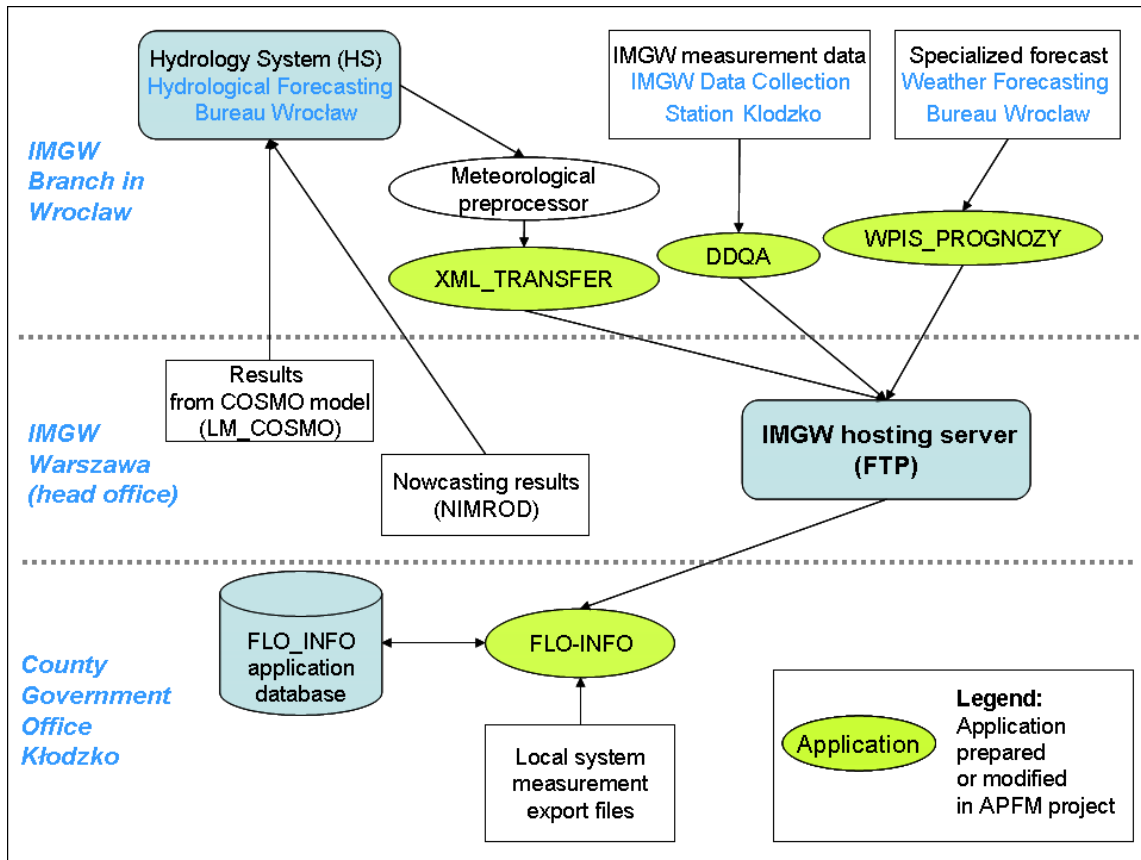 Hydrology System (HS)
Hydrological Forecasting
Bureau Wrocław
IMGW measurement data
IMGW Data Collection
Station Klodzko
Specialized forecast
Weather Forecasting
Bureau Wroclaw
IMGW
Branch in
Wroclaw
Meteorological
preprocessor
XML_TRANSFER
DDQA
WPIS_PROGNOZY
Results
from COSMO model
(LM_COSMO)
IMGW
Warszawa
(head office)
Nowcasting results
(NIMROD)
IMGW hosting server
(FTP)
County
Government
Office
Kłodzko
FLO_INFO
application
database
FLO-INFO
Local system
measurement
export files
Application
Legend:
Application
prepared
or modified
in APFM project